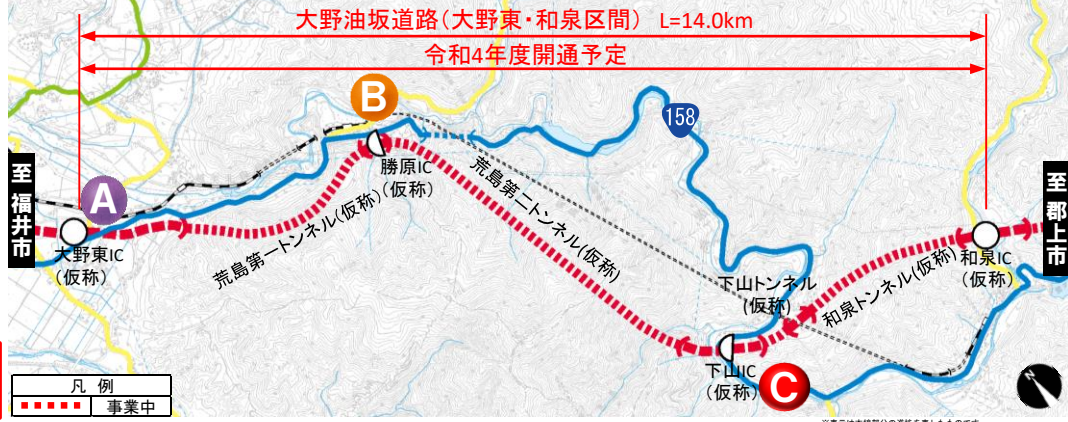 大野油坂道路(大野東・和泉区間) L=14.0km
令和4年度開通予定
B
158
至 福井市
A
勝原IC
(仮称)
荒島第一トンネル(仮称)
荒島第二トンネル(仮称)
大野東IC
(仮称)
下山トンネル
(仮称)
和泉トンネル(仮称)
和泉IC
(仮称)
至 郡上市
下山IC
(仮称)
C
凡 例
事業中
N